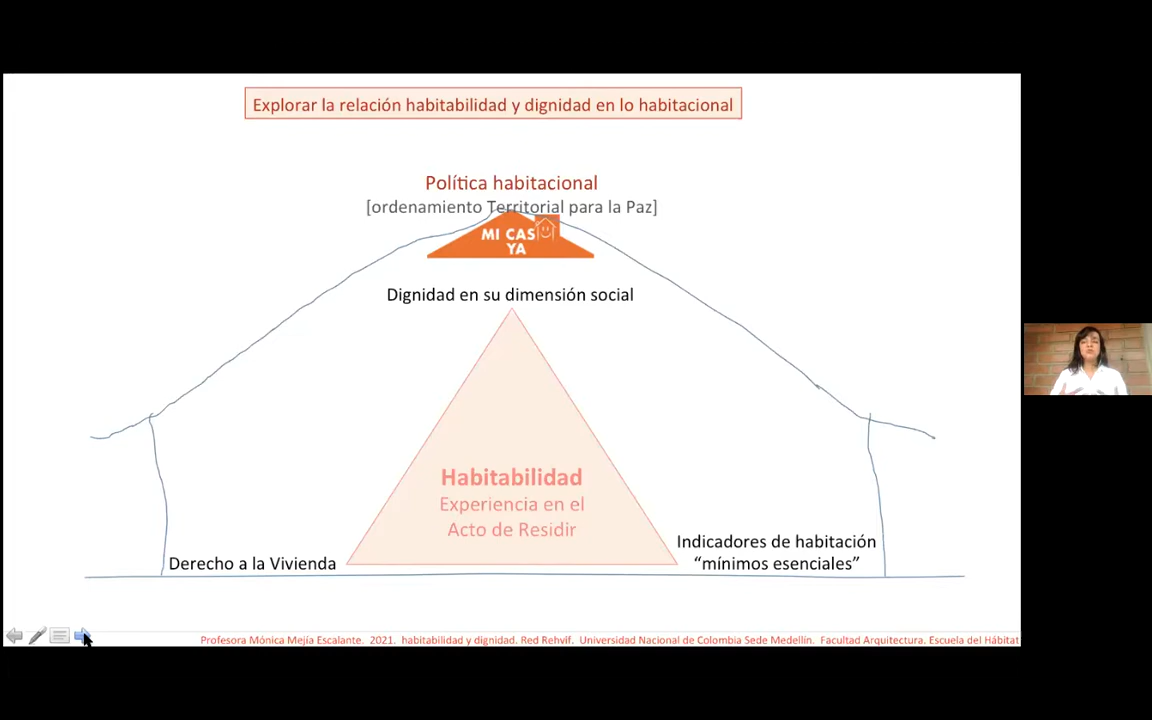 Explorar la relación habitabilidad y dignidad en lo habitacional
Política habitacional
[ordenamiento Territorial para la Paz]
MI CAS
YA
Dignidad en su dimensión social
Habitabilidad
Experiencia en el
Acto de Residir
Derecho a la Vivienda
Indicadores de habitación
“mínimos esenciales”
Profesora Mónica Mejía Escalante. 2021. habitabilidad y dignidad. Red Rehvif. Universidad Nacional de Colombia Sede Medellín. Facultad Arquitectura. Escuela del Hábitat